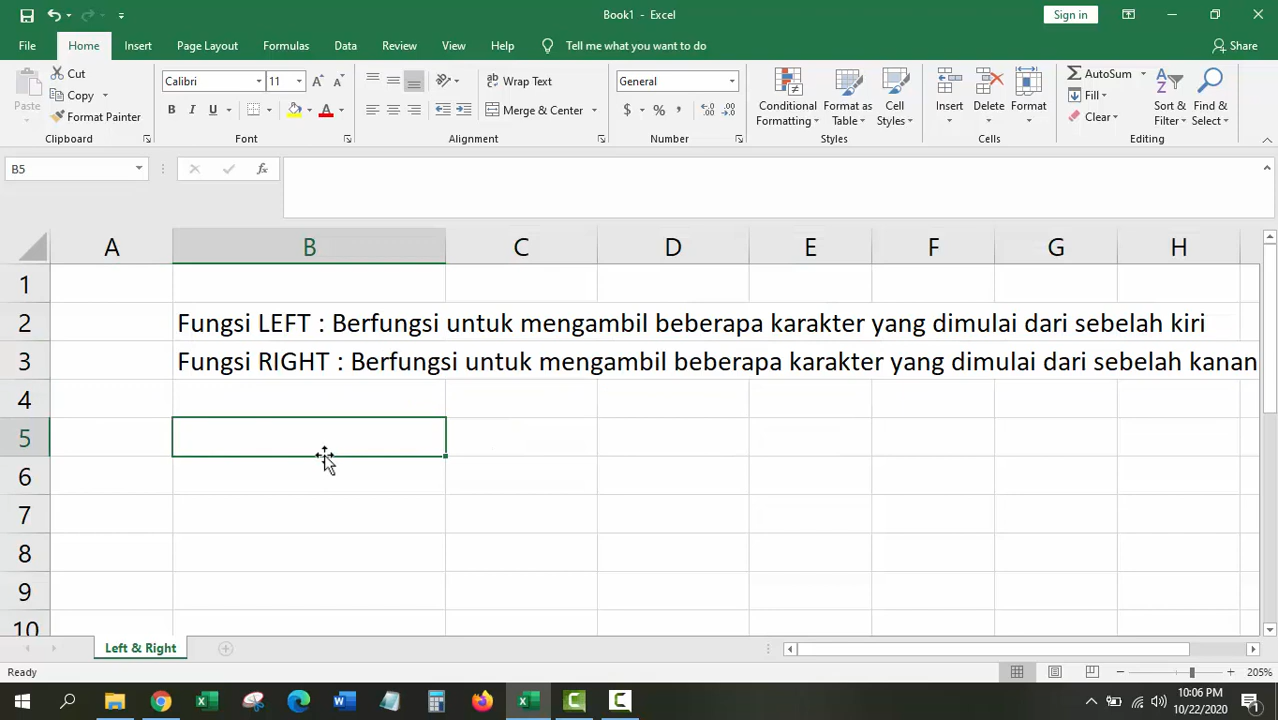 Book1 - Excel
Sign in
File Home Insert Page Layout Formulas Data Review View Help Tell me what you want to do Share
Paste
Cut
Copy
Format Painter
Clipboard
Calibri 11
B I U
Font
Wrap Text
Merge & Center
Alignment
General
$ % ,
Number
Conditional Formatting
Format as Table
Cell Styles
Styles
Insert Delete Format
Cells
AutoSum
Fill
Clear
Sort & Filter
Find & Select
Editing
B5
fx
A B C D E F G H
1
2 Fungsi LEFT : Berfungsi untuk mengambil beberapa karakter yang dimulai dari sebelah kiri
3 Fungsi RIGHT : Berfungsi untuk mengambil beberapa karakter yang dimulai dari sebelah kanan
4
5
6
7
8
9
10
Left & Right
Ready
205%
10:06 PM
10/22/2020